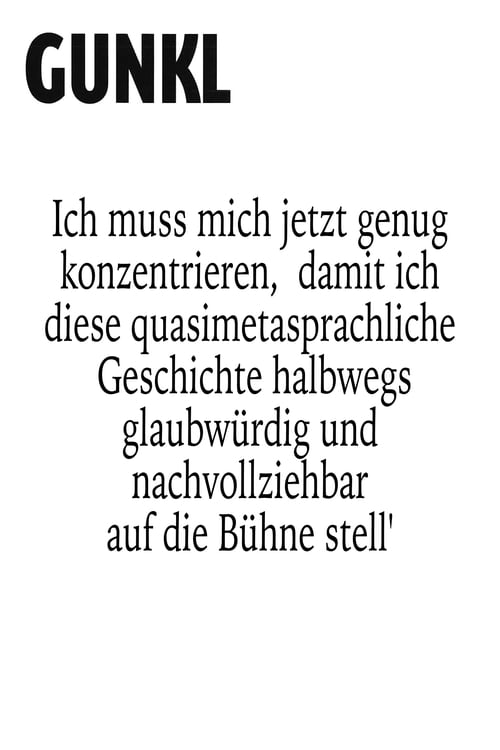 GUNKL
Ich muss mich jetzt genug
konzentrieren,  damit ich
diese quasimetasprachliche
Geschichte halbwegs
glaubwürdig und
nachvollziehbar
auf die Bühne stell'